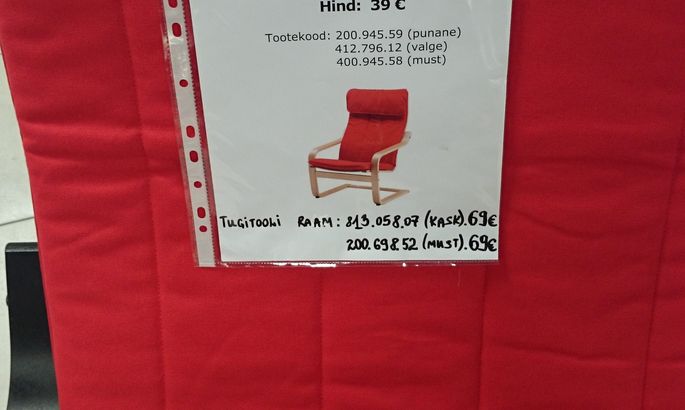 Hind: 39 €
Tootekood: 200.945.59 (punane)
412.796.12 (valge)
400.945.58 (must)
TUGITOOLI RAAM: 813.058.07 (KASK). 69€
200.698.52 (MUST). 69€